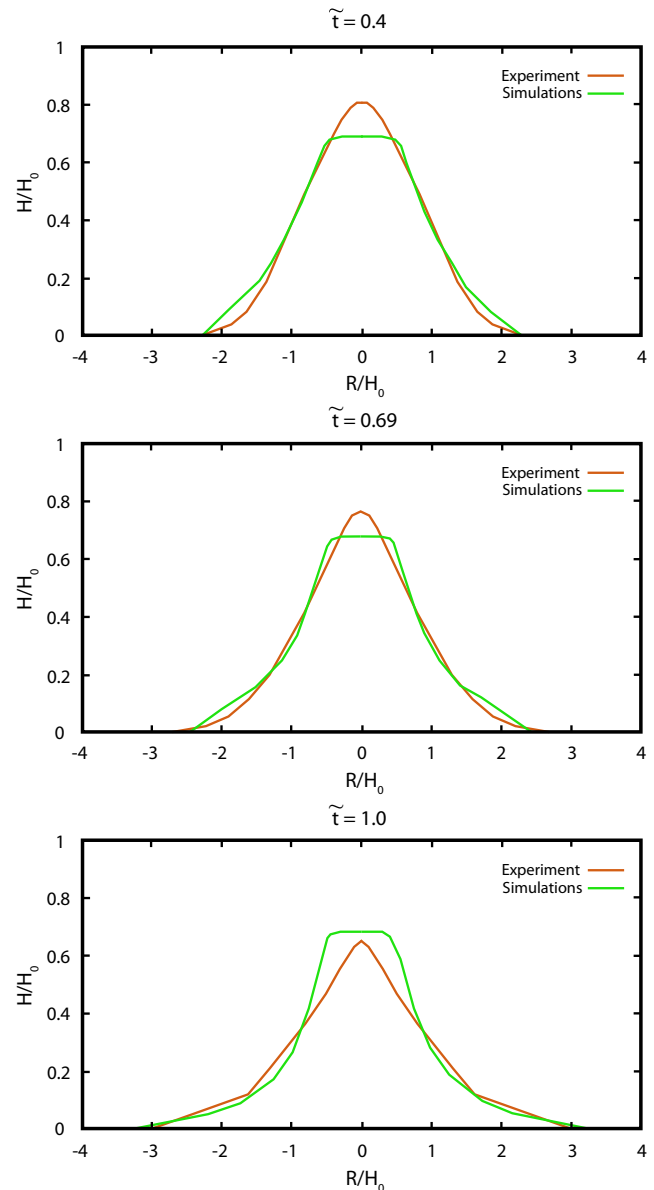 t̃ = 0.4
1
Experiment
Simulations
0.8
0.6
H/H₀
0.4
0.2
0
-4 -3 -2 -1 0 1 2 3 4
R/H₀
t̃ = 0.69
1
Experiment
Simulations
0.8
0.6
H/H₀
0.4
0.2
0
-4 -3 -2 -1 0 1 2 3 4
R/H₀
t̃ = 1.0
1
Experiment
Simulations
0.8
0.6
H/H₀
0.4
0.2
0
-4 -3 -2 -1 0 1 2 3 4
R/H₀